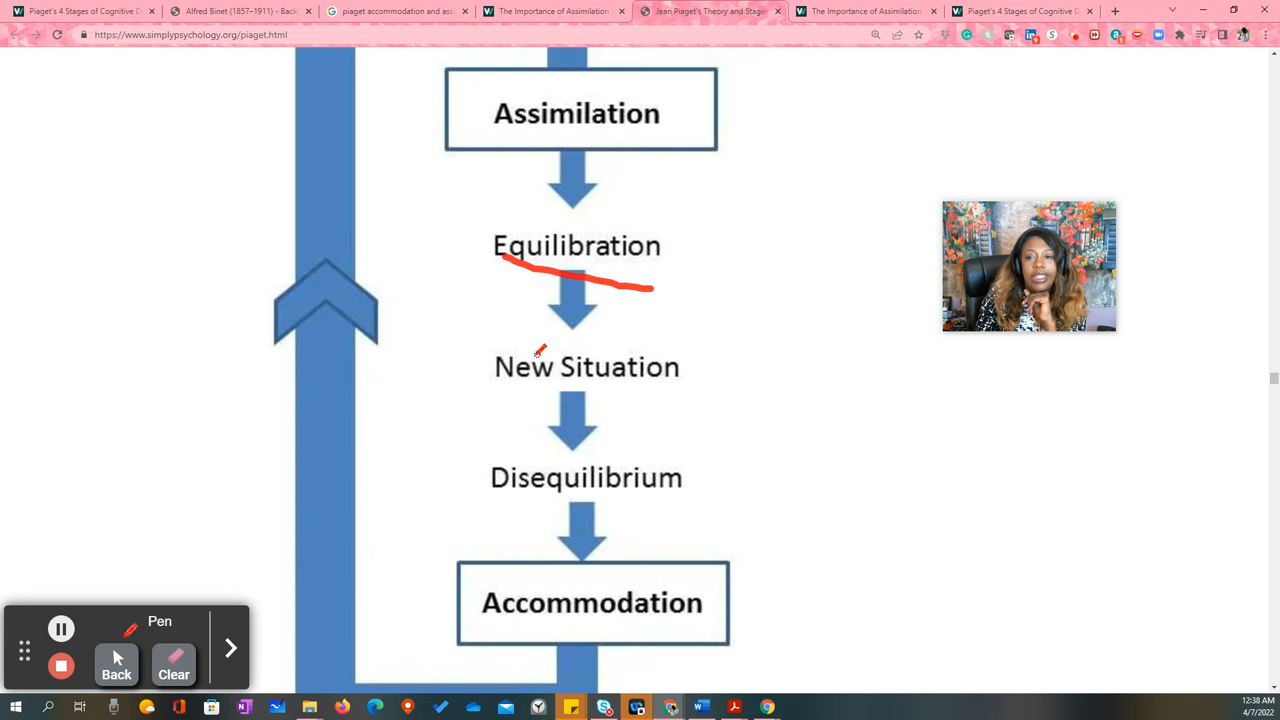 Piaget's 4 Stages of Cognitive D
Alfred Binet (1857–1911) - Back
piaget accommodation and ass
The Importance of Assimilation
Jean Piaget's Theory and Stages
The Importance of Assimilation
Piaget's 4 Stages of Cognitive D
https://www.simplypsychology.org/piaget.html
Assimilation
Equilibration
New Situation
Disequilibrium
Accommodation
Pen
Back
Clear
12:38 AM
4/7/2022